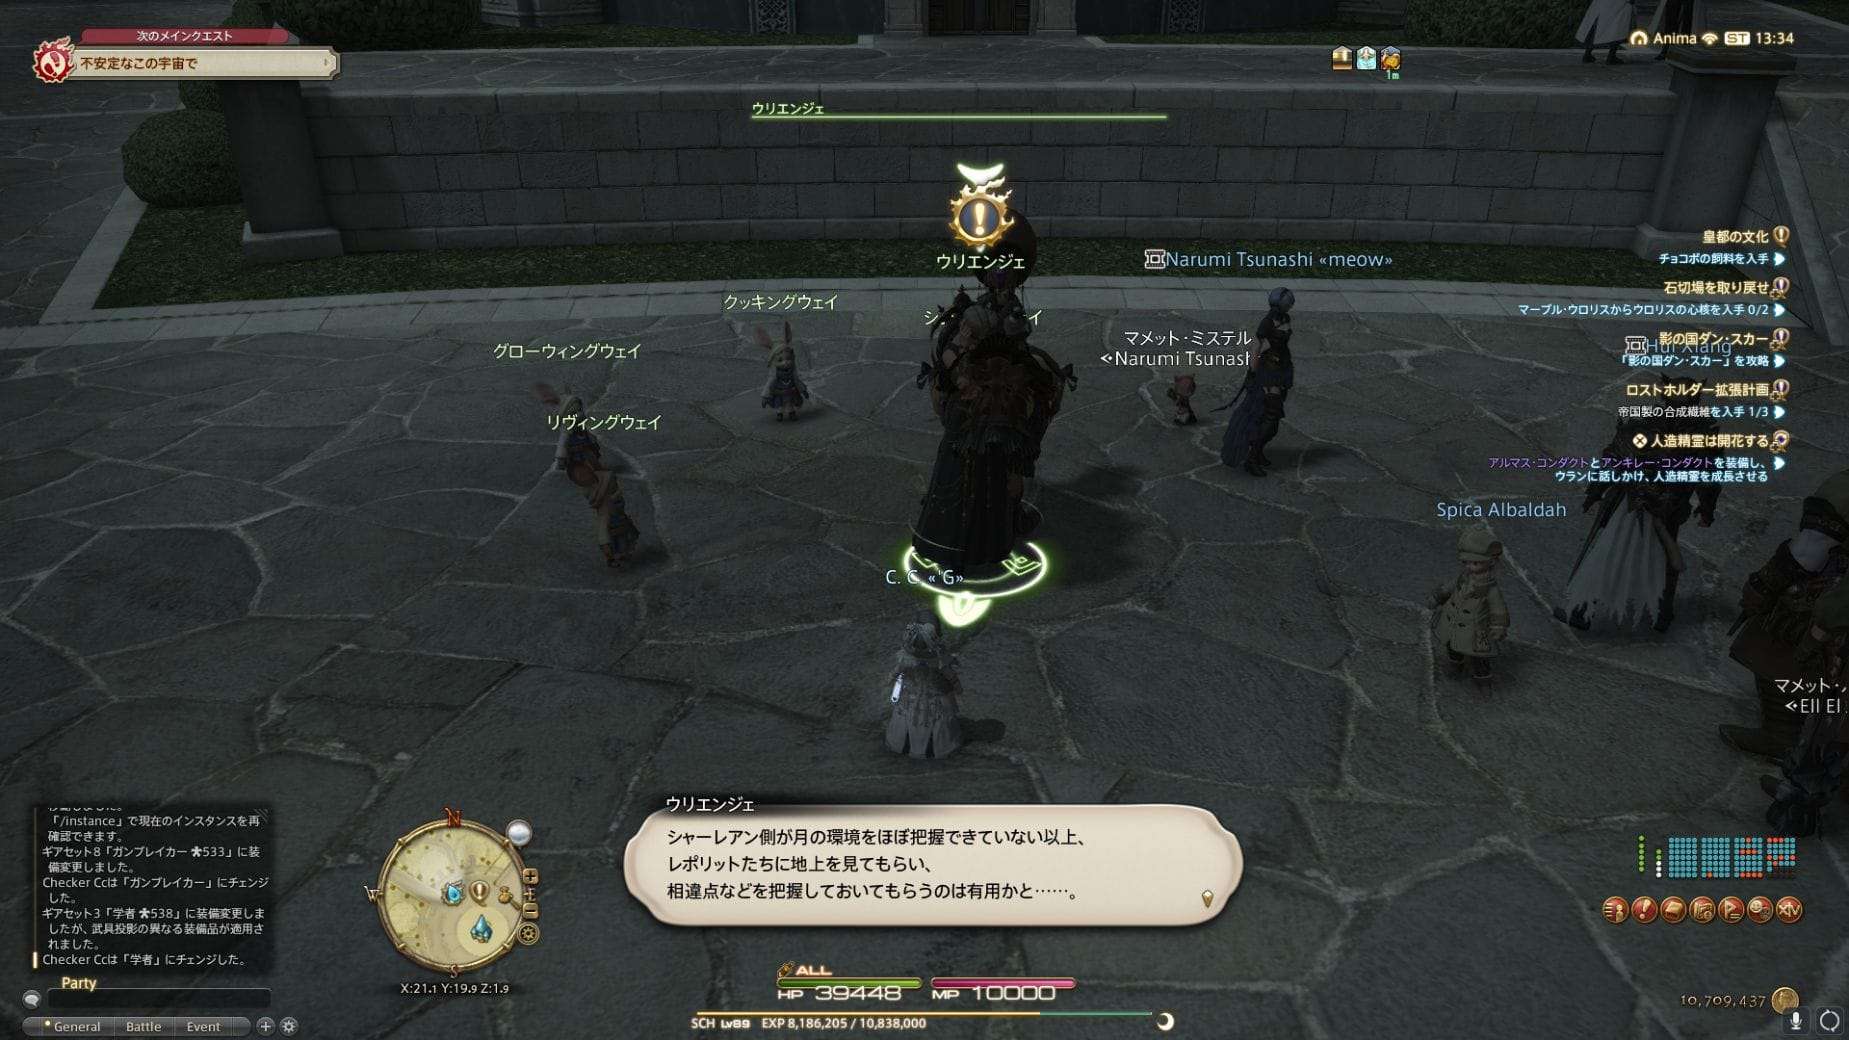 次のメインクエスト
不安定なこの宇宙で
Anima ST 13:34
1m
ウリエンジェ
ウリエンジェ
Narumi Tsunashi «meow»
クッキングウェイ
グローウィングウェイ
リヴィングウェイ
マメット・ミステル
Narumi Tsunash
皇都の文化
チョコボの飼料を入手
石切場を取り戻せ
マーブル・ウロリスからウロリスの心核を入手 0/2
影の国ダン・スカー
Hui Xiang
「影の国ダン・スカー」を攻略
ロストホルダー拡張計画
帝国製の合成繊維を入手 1/3
人造精霊は開花する
アルマス・コンダクトとアンキレー・コンダクトを装備し、
ウランに話しかけ、人造精霊を成長させる
Spica Albaldah
C. C. «'G»
マメット・
Ell El
ウリエンジェ
シャーレアン側が月の環境をほぼ把握できていない以上、
レポリットたちに地上を見てもらい、
相違点などを把握しておいてもらうのは有用かと……。
「/instance」で現在のインスタンスを再
確認できます。
ギアセット8「ガンブレイカー ★533」に装
備変更しました。
Checker Ccは「ガンブレイカー」にチェンジ
した。
ギアセット3「学者 ★538」に装備変更しま
したが、武具投影の異なる装備品が適用さ
れました。
Checker Ccは「学者」にチェンジした。
Party
General Battle Event
N
W
S
X:21.1 Y:19.9 Z:1.9
ALL
HP 39448 MP 10000
SCH Lv89 EXP 8,186,205 / 10,838,000
XIV
10,709,437